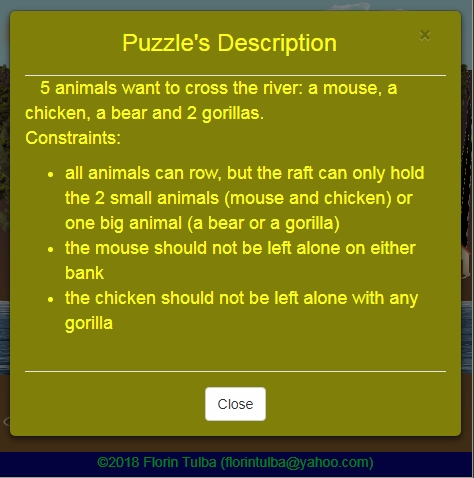 Puzzle's Description
×
5 animals want to cross the river: a mouse, a
chicken, a bear and 2 gorillas.
Constraints:
• all animals can row, but the raft can only hold
the 2 small animals (mouse and chicken) or
one big animal (a bear or a gorilla)
• the mouse should not be left alone on either
bank
• the chicken should not be left alone with any
gorilla
Close
©2018 Florin Tulba (florintulba@yahoo.com)